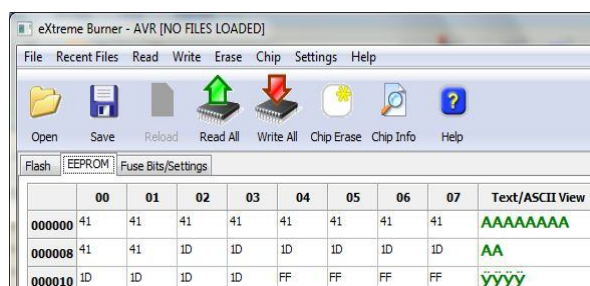 eXtreme Burner - AVR [NO FILES LOADED]
File Recent Files Read Write Erase Chip Settings Help
Open Save Reload Read All Write All Chip Erase Chip Info Help
Flash EEPROM Fuse Bits/Settings
00 01 02 03 04 05 06 07 Text/ASCII View
000000 41 41 41 41 41 41 41 41 AAAAAAAA
000008 41 41 1D 1D 1D 1D 1D 1D AA
000010 1D 1D 1D 1D FF FF FF FF ÿÿÿÿ